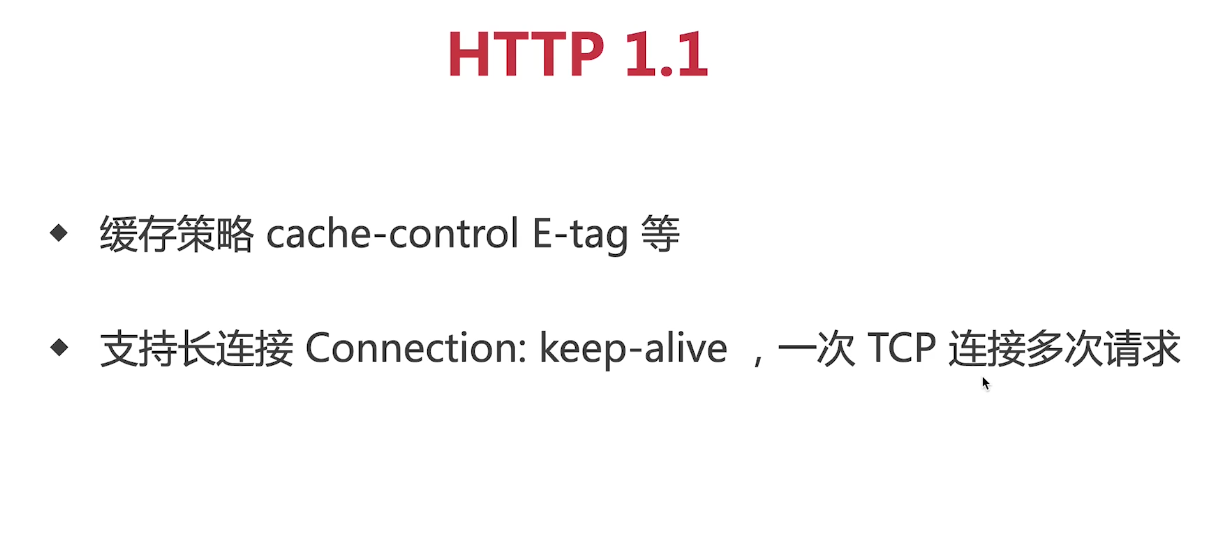 HTTP 1.1
缓存策略 cache-control E-tag 等
支持长连接 Connection: keep-alive ，一次 TCP 连接多次请求